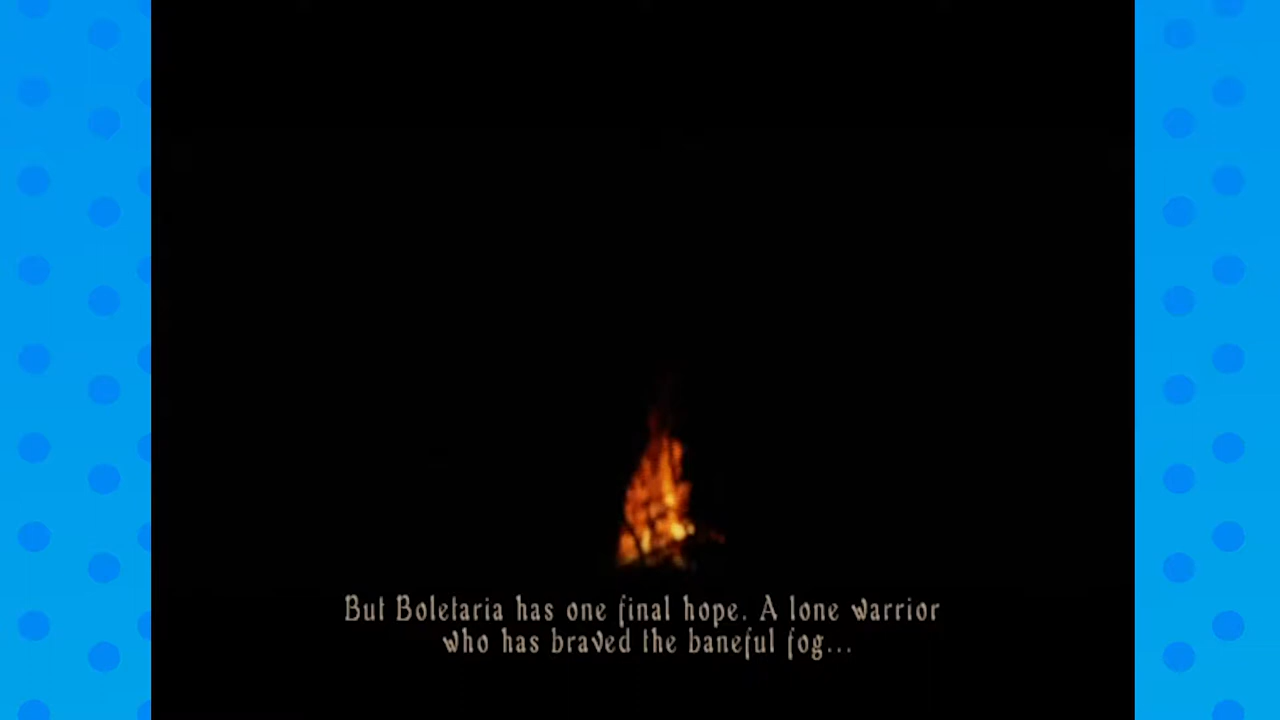 But Boletaria has one final hope. A lone warrior
who has braved the baneful fog...